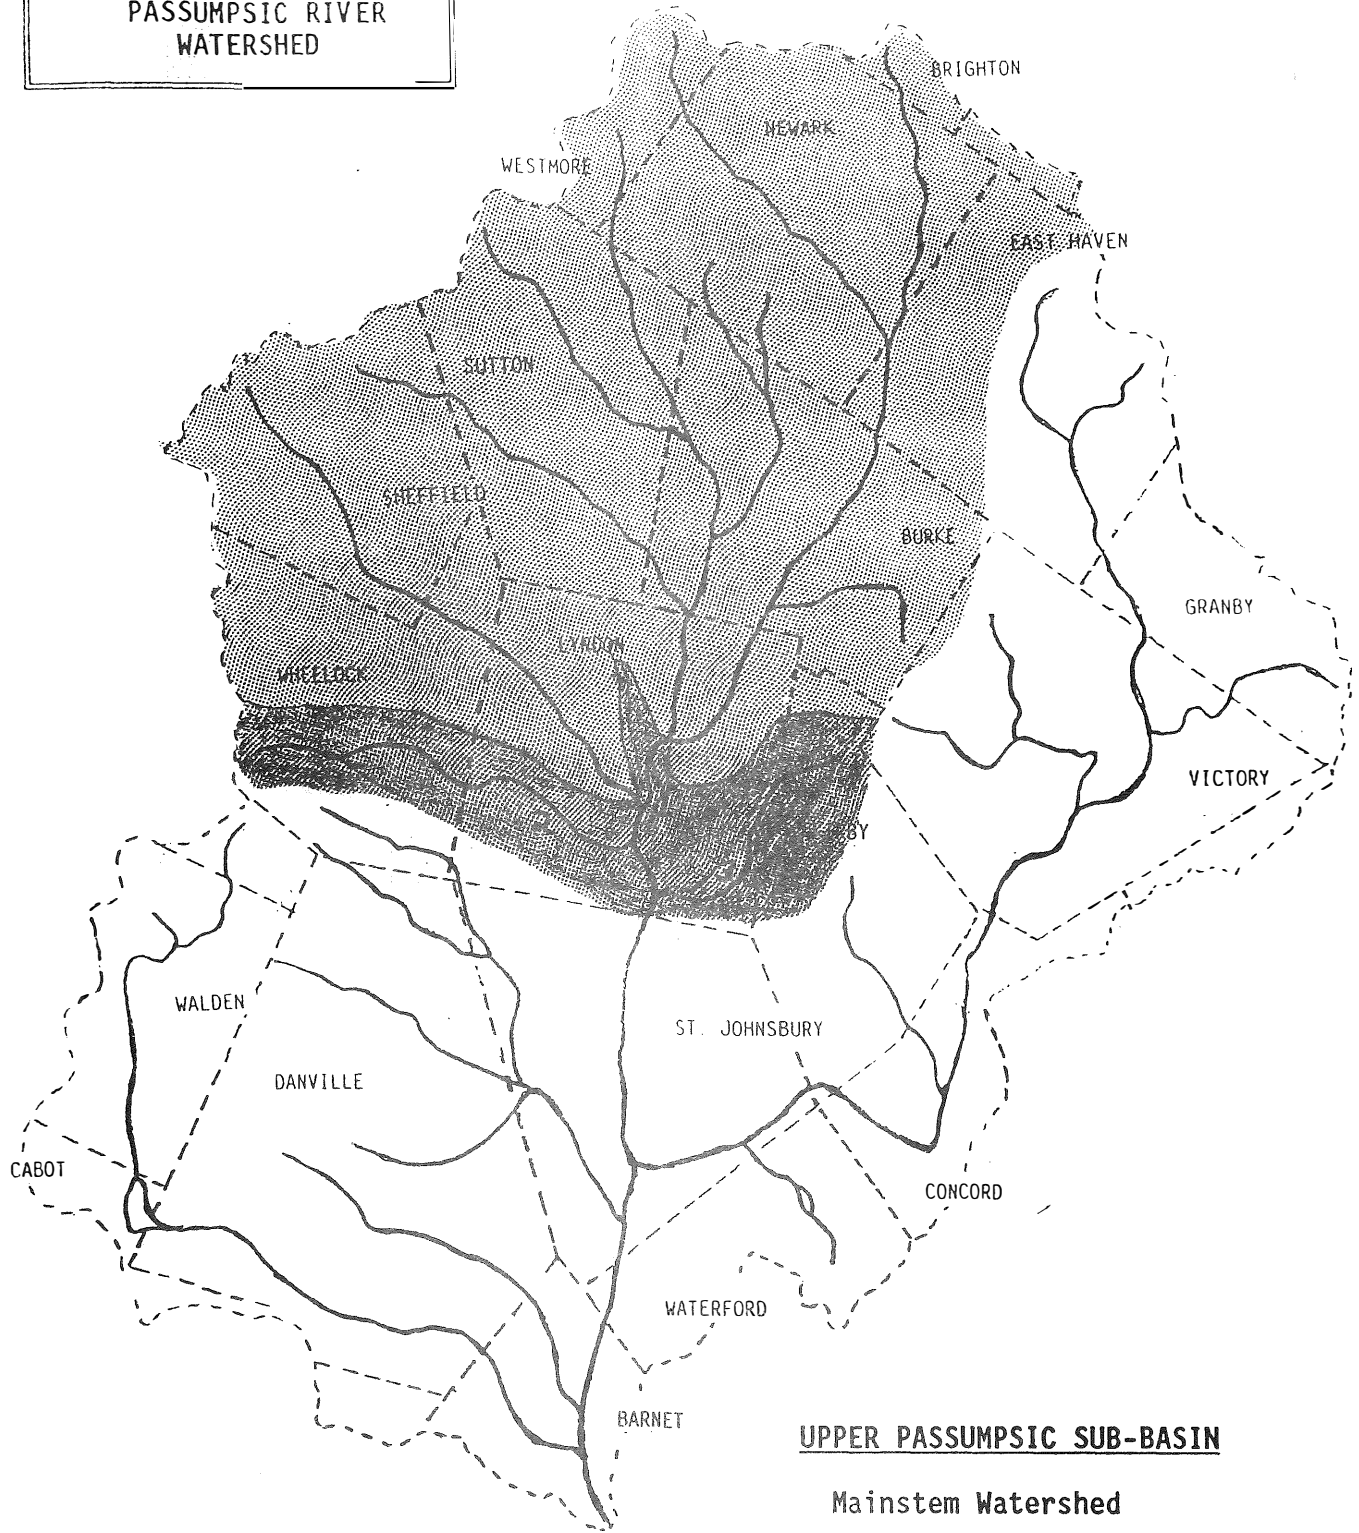 PASSUMPSIC RIVER
WATERSHED
BRIGHTON
NEWARK
WESTMORE
EAST HAVEN
SUTTON
SHEFFIELD
BURKE
GRANBY
LYNDON
WHEELOCK
VICTORY
WALDEN
ST. JOHNSBURY
DANVILLE
CABOT
CONCORD
WATERFORD
BARNET
UPPER PASSUMPSIC SUB-BASIN
Mainstem Watershed